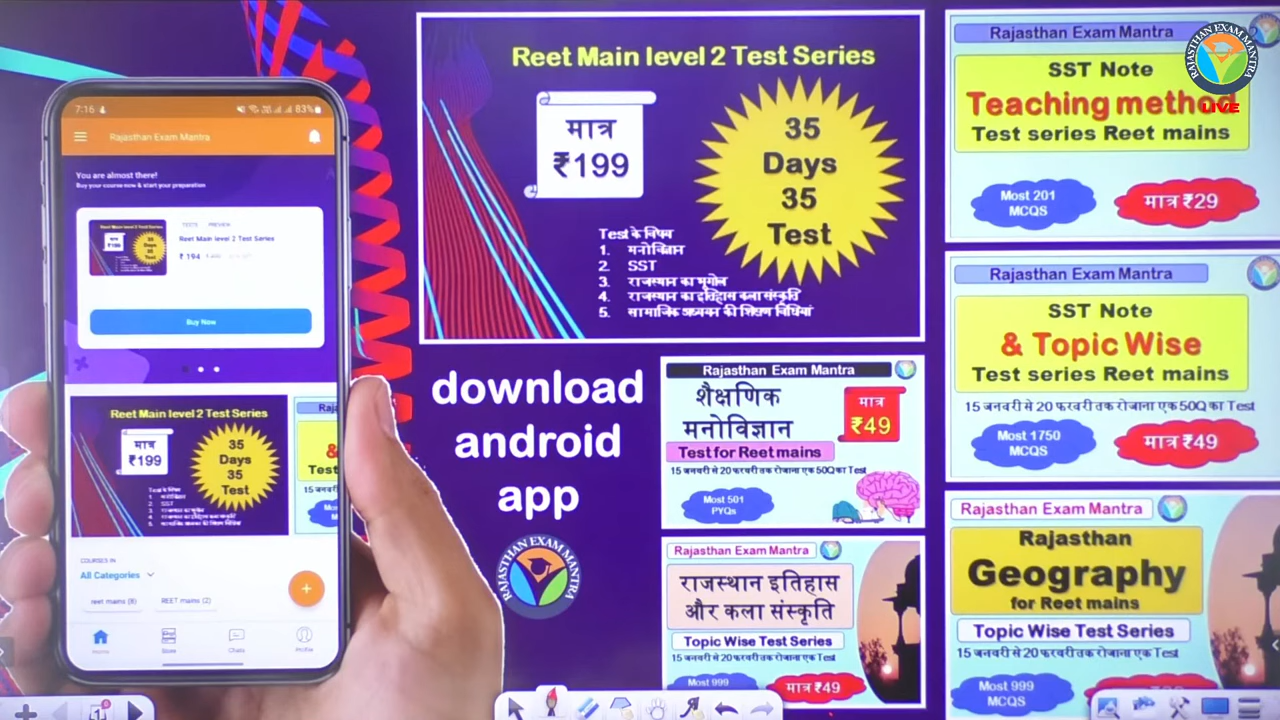 7:16
83%
Rajasthan Exam Mantra
You are almost there!
Buy your course now & start your preparation
TESTS PREVIEW
Reet Main level 2 Test Series
₹ 194
Buy Now
Reet Main level 2 Test Series
मात्र
₹199
35
Days
35
Test
COURSES IN
All Categories
reet mains (8)
REET mains (2)
Home
Store
Chats
Profile
Reet Main level 2 Test Series
मात्र
₹199
35
Days
35
Test
Test के विषय
1. मनोविज्ञान
2. SST
3. राजस्थान का भूगोल
4. राजस्थान का इतिहास कला संस्कृति
5. सामाजिक अध्ययन की शिक्षण विधियां
download
android
app
RAJASTHAN EXAM MANTRA
Rajasthan Exam Mantra
शैक्षणिक
मनोविज्ञान
मात्र
₹49
Test for Reet mains
15 जनवरी से 20 फरवरी तक रोजाना एक 50Q का Test
Most 501
PYQs
Rajasthan Exam Mantra
राजस्थान इतिहास
और कला संस्कृति
Topic Wise Test Series
15 जनवरी से 20 फरवरी तक रोजाना एक Test
Most 999
मात्र ₹49
Rajasthan Exam Mantra
SST Note
Teaching method
Test series Reet mains
Most 201
MCQS
मात्र ₹29
RAJASTHAN EXAM MANTRA
LIVE
Rajasthan Exam Mantra
SST Note
& Topic Wise
Test series Reet mains
15 जनवरी से 20 फरवरी तक रोजाना एक 50Q का Test
Most 1750
MCQS
मात्र ₹49
Rajasthan Exam Mantra
Rajasthan
Geography
for Reet mains
Topic Wise Test Series
15 जनवरी से 20 फरवरी तक रोजाना एक Test
Most 999
MCQS